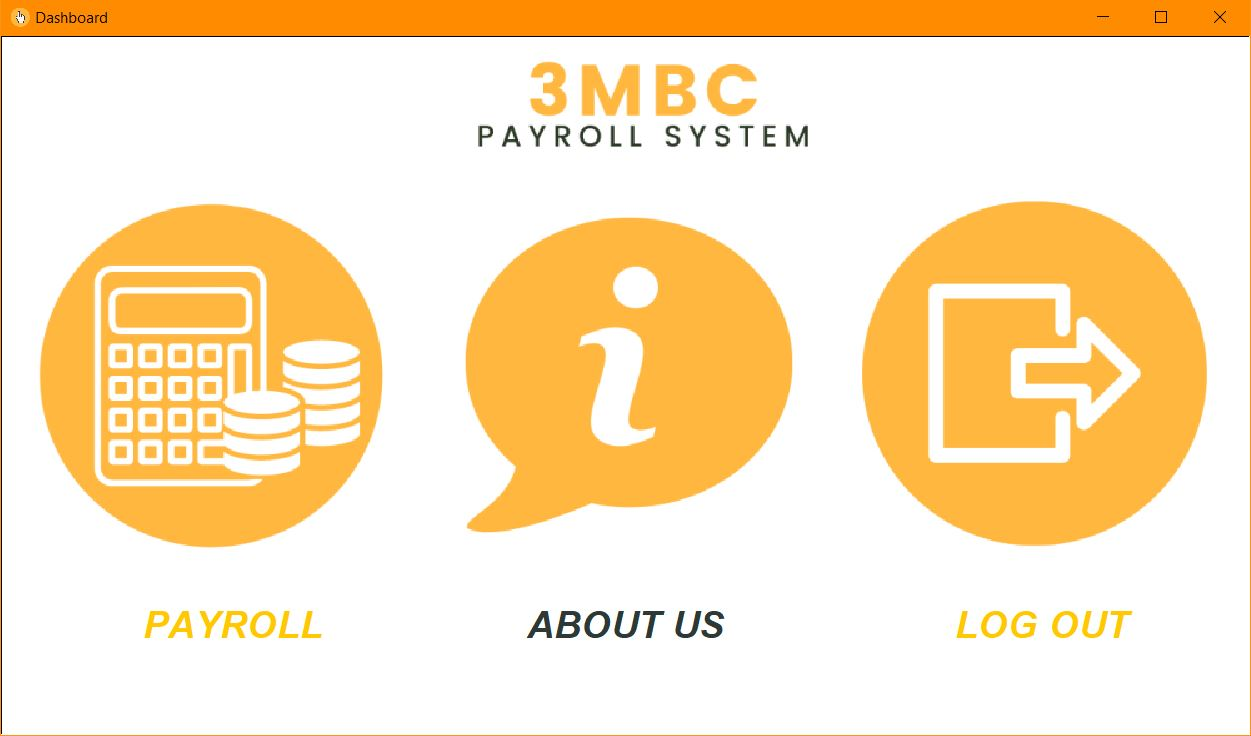 Dashboard
3MBC
PAYROLL SYSTEM
i
PAYROLL
ABOUT US
LOG OUT